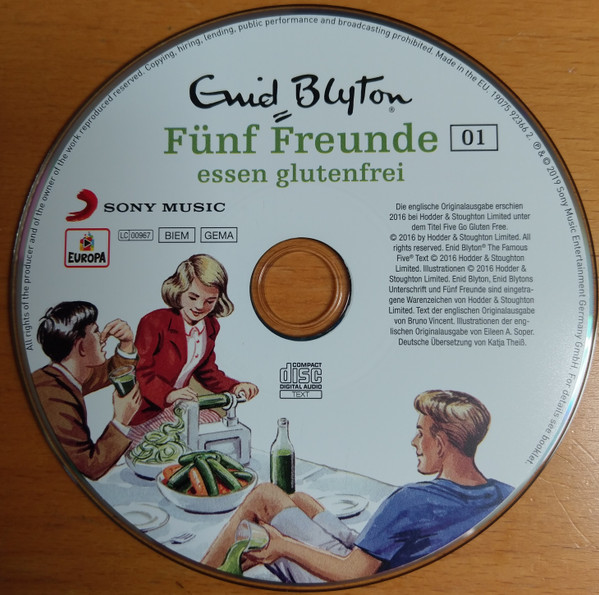 All rights of the producer and of the owner of the work reproduced reserved. Copying, hiring, lending, public performance and broadcasting prohibited. Made in the EU. 19075 92366 2. ℗ & © 2019 Sony Music Entertainment Germany GmbH. For details see booklet.
Enid Blyton®
Fünf Freunde 01
essen glutenfrei
SONY MUSIC
EUROPA
LC 00967
BIEM
GEMA
Die englische Originalausgabe erschien
2016 bei Hodder & Stoughton Limited unter
dem Titel Five Go Gluten Free.
© 2016 by Hodder & Stoughton Limited. All
rights reserved. Enid Blyton® The Famous
Five® Text © 2016 Hodder & Stoughton
Limited. Illustrationen © 2016 Hodder &
Stoughton Limited. Enid Blyton, Enid Blytons
Unterschrift und Fünf Freunde sind eingetra-
gene Warenzeichen von Hodder & Stoughton
Limited. Text der englischen Originalausgabe
von Bruno Vincent. Illustrationen der eng-
lischen Originalausgabe von Eileen A. Soper.
Deutsche Übersetzung von Katja Theiß.
COMPACT
disc
DIGITAL AUDIO
TEXT